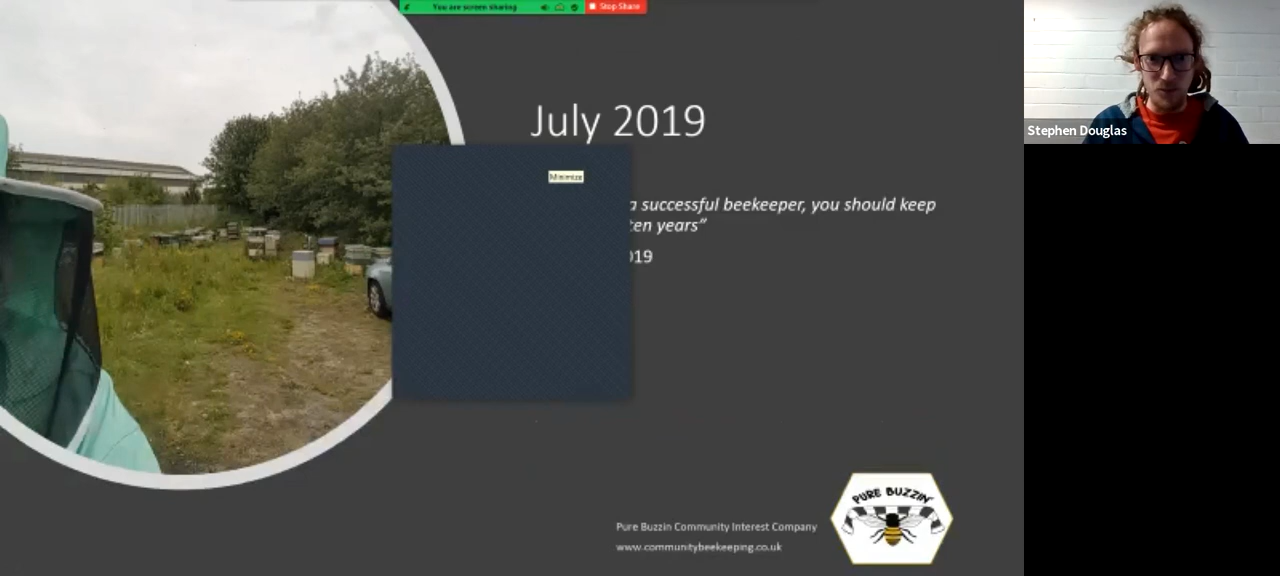 You are screen sharing
Stop Share
Stephen Douglas
July 2019
Minimize
a successful beekeeper, you should keep
ten years”
019
PURE BUZZIN'
Pure Buzzin Community Interest Company
www.communitybeekeeping.co.uk